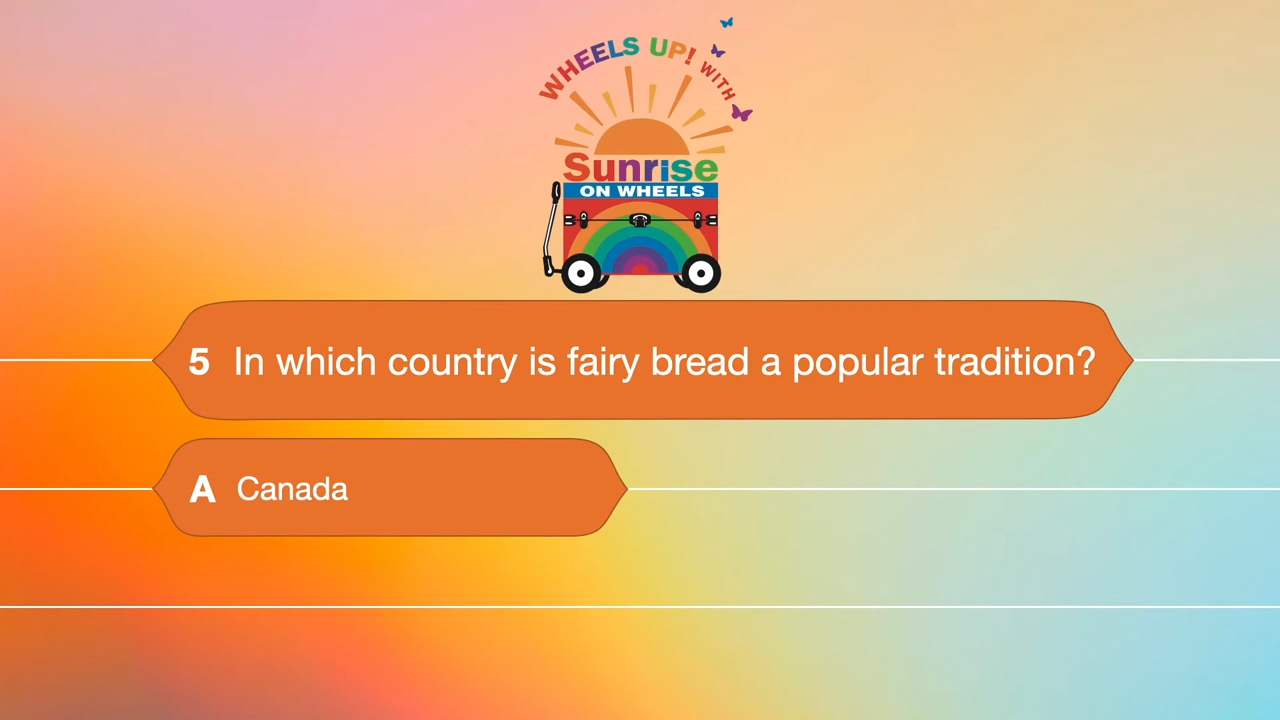 WHEELS UP! WITH
Sunrise
ON WHEELS
5 In which country is fairy bread a popular tradition?
A Canada